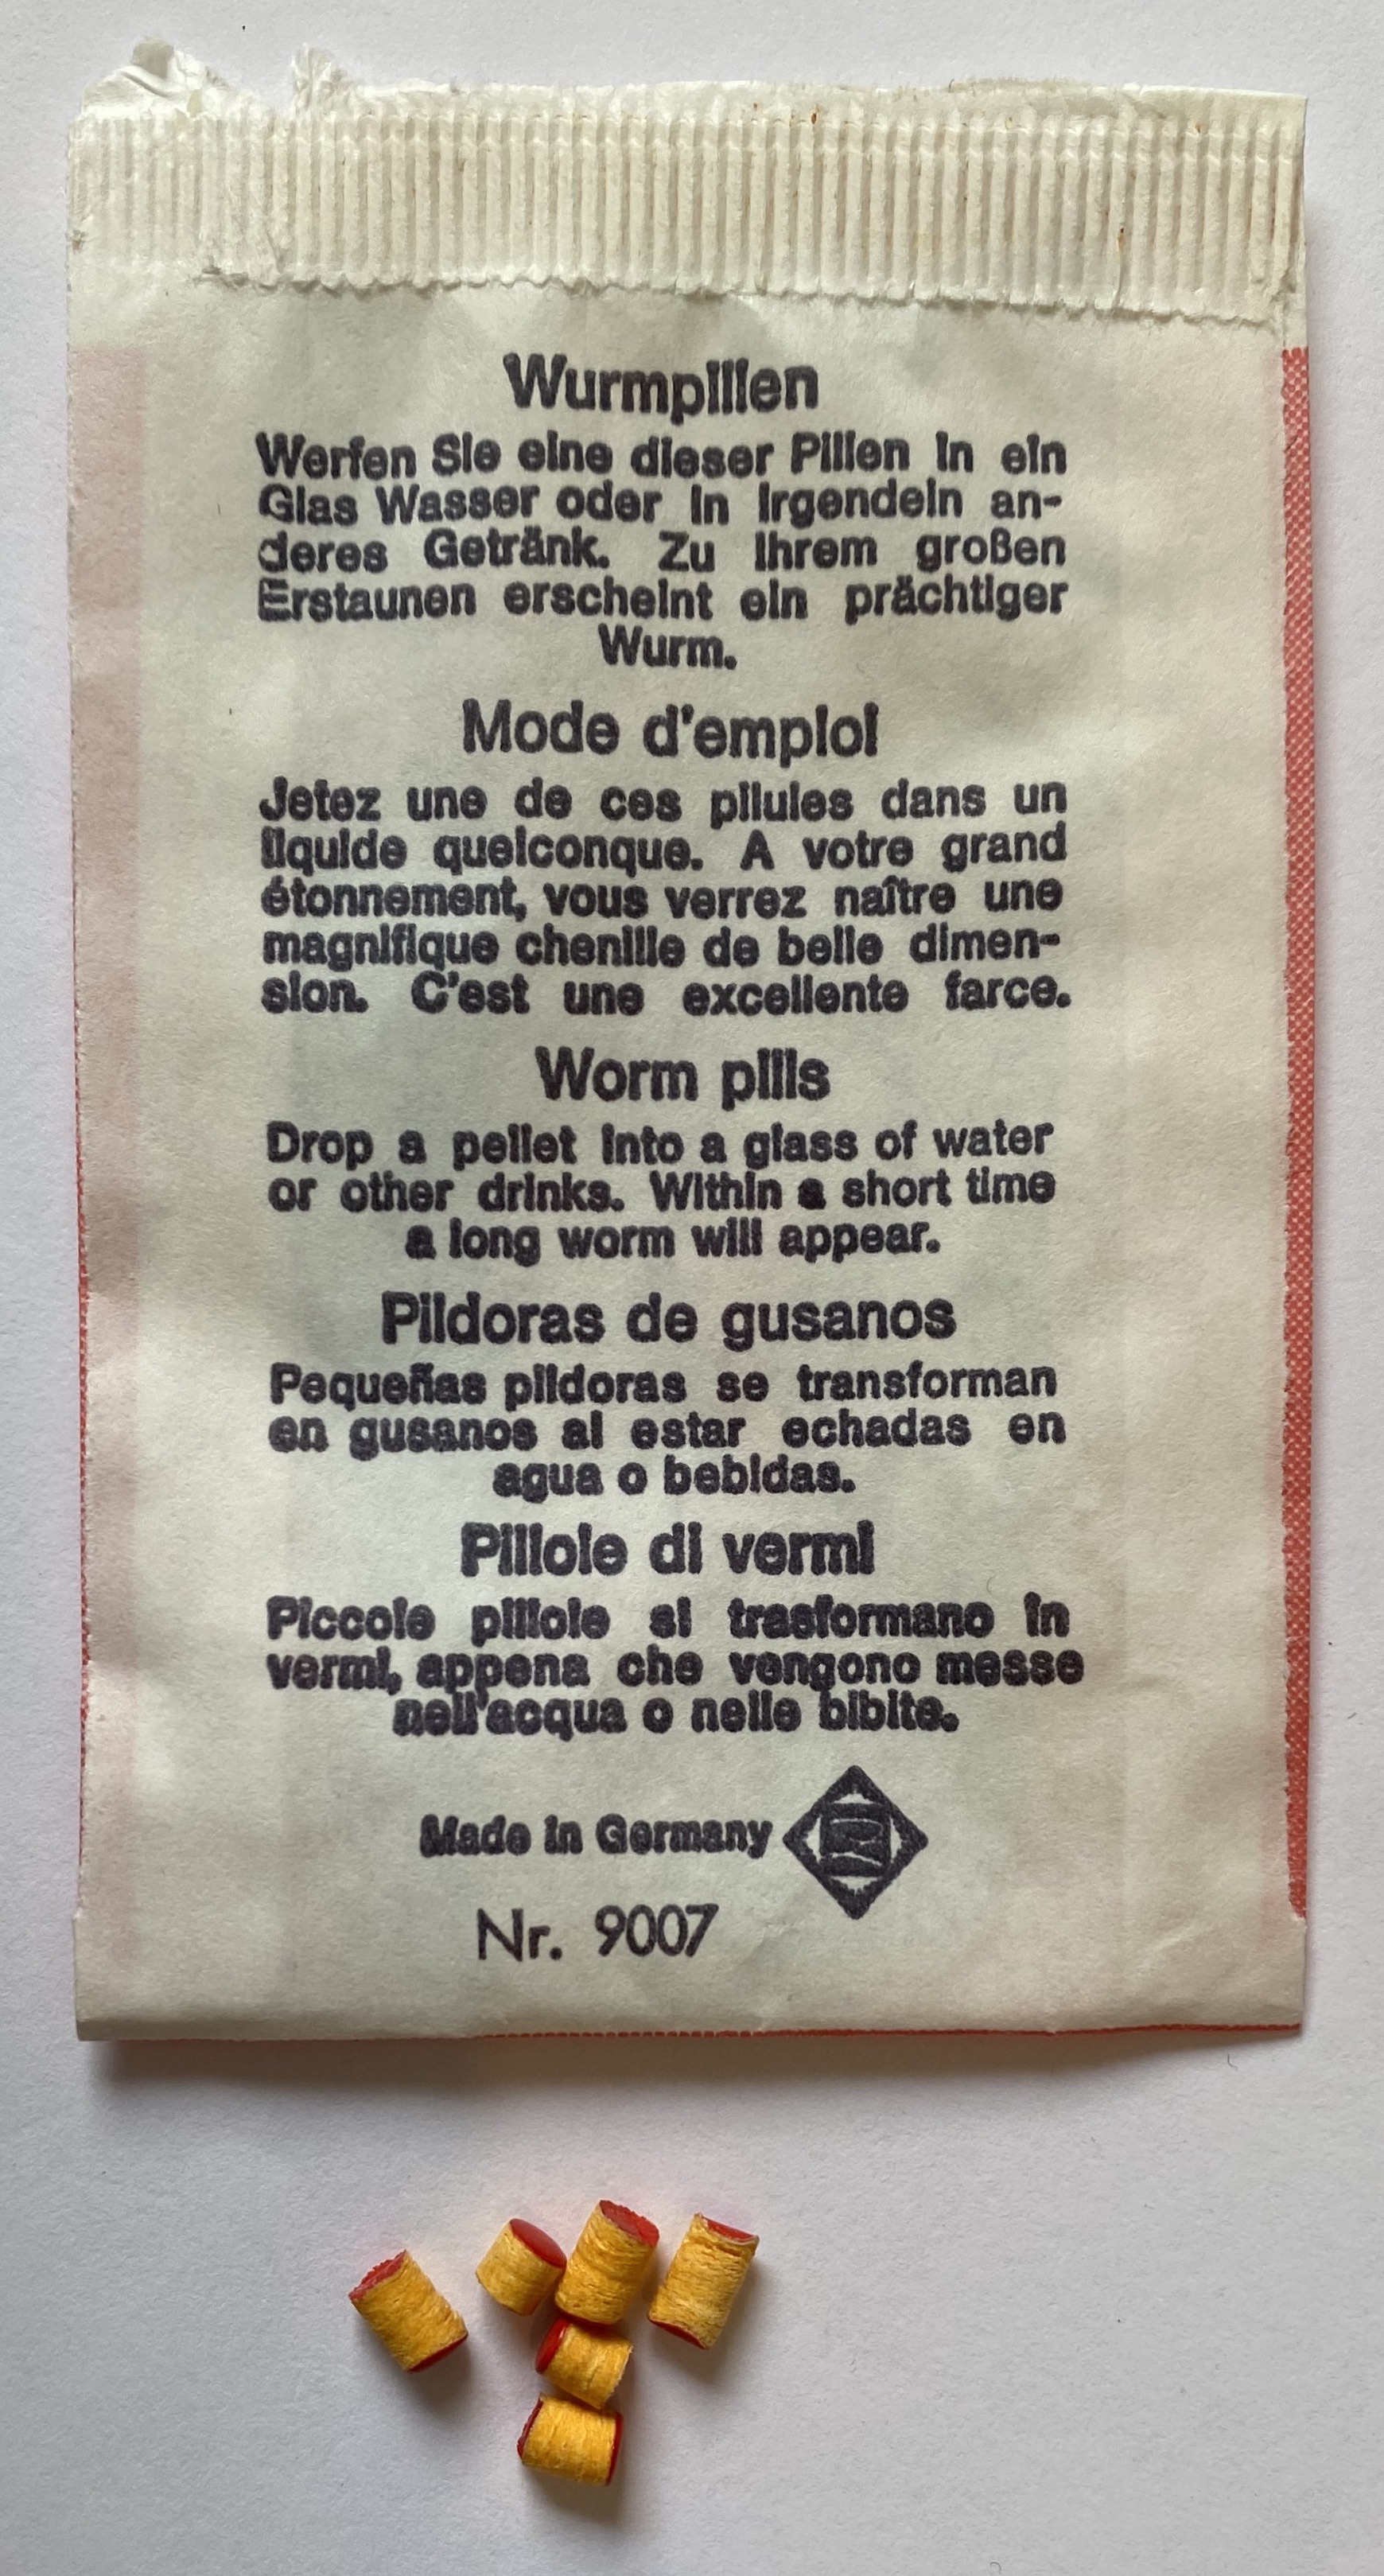 Wurmpillen
Werfen Sie eine dieser Pillen in ein
Glas Wasser oder in irgendein an-
deres Getränk. Zu Ihrem großen
Erstaunen erscheint ein prächtiger
Wurm.
Mode d'emploi
Jetez une de ces pilules dans un
liquide quelconque. A votre grand
étonnement, vous verrez naître une
magnifique chenille de belle dimen-
sion. C'est une excellente farce.
Worm pills
Drop a pellet into a glass of water
or other drinks. Within a short time
a long worm will appear.
Pildoras de gusanos
Pequeñas pildoras se transforman
en gusanos al estar echadas en
agua o bebidas.
Pillole di vermi
Piccole pillole si trasformano in
vermi, appena che vengono messe
nell'acqua o nelle bibite.
Made in Germany
Nr. 9007